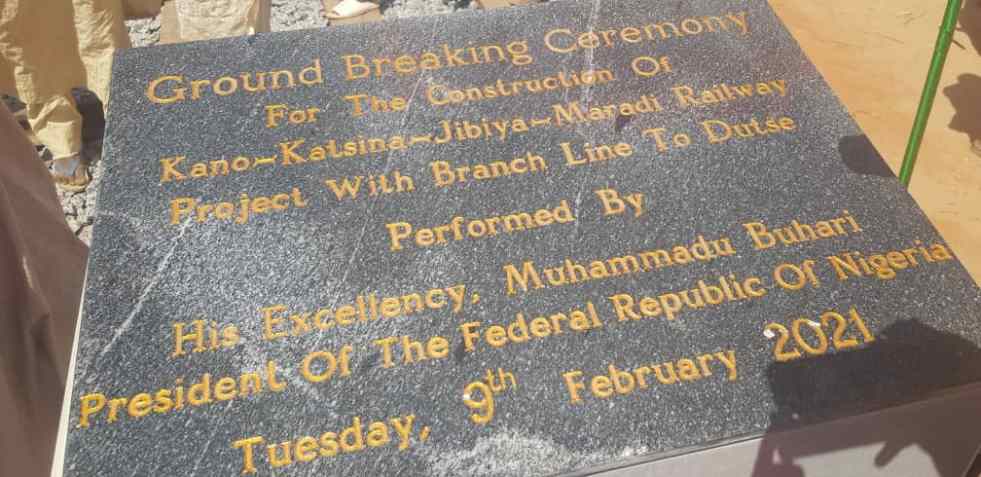 Ground Breaking Ceremony
For The Construction Of
Kano-Katsina-Jibiya-Maradi Railway
Project With Branch Line To Dutse
Performed By
His Excellency, Muhammadu Buhari
President Of The Federal Republic Of Nigeria
Tuesday, 9th February 2021